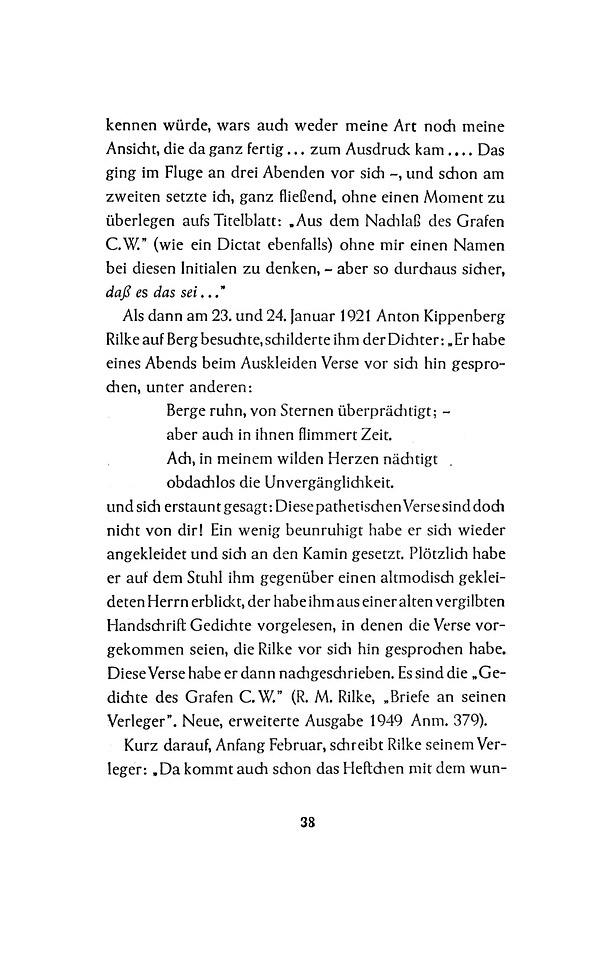 kennen würde, wars auch weder meine Art noch meine
Ansicht, die da ganz fertig ... zum Ausdruck kam .... Das
ging im Fluge an drei Abenden vor sich –, und schon am
zweiten setzte ich, ganz fließend, ohne einen Moment zu
überlegen aufs Titelblatt: „Aus dem Nachlaß des Grafen
C.W.” (wie ein Dictat ebenfalls) ohne mir einen Namen
bei diesen Initialen zu denken, – aber so durchaus sicher,
daß es das sei ...”
Als dann am 23. und 24. Januar 1921 Anton Kippenberg
Rilke auf Berg besuchte, schilderte ihm der Dichter: „Er habe
eines Abends beim Auskleiden Verse vor sich hin gespro-
chen, unter anderen:
Berge ruhn, von Sternen überprächtigt; –
aber auch in ihnen flimmert Zeit.
Ach, in meinem wilden Herzen nächtigt
obdachlos die Unvergänglichkeit.
und sich erstaunt gesagt: Diese pathetischen Verse sind doch
nicht von dir! Ein wenig beunruhigt habe er sich wieder
angekleidet und sich an den Kamin gesetzt. Plötzlich habe
er auf dem Stuhl ihm gegenüber einen altmodisch geklei-
deten Herrn erblickt, der habe ihm aus einer alten vergilbten
Handschrift Gedichte vorgelesen, in denen die Verse vor-
gekommen seien, die Rilke vor sich hin gesprochen habe.
Diese Verse habe er dann nachgeschrieben. Es sind die „Ge-
dichte des Grafen C.W.” (R. M. Rilke, „Briefe an seinen
Verleger”. Neue, erweiterte Ausgabe 1949 Anm. 379).
Kurz darauf, Anfang Februar, schreibt Rilke seinem Ver-
leger: „Da kommt auch schon das Heftchen mit dem wun-
38